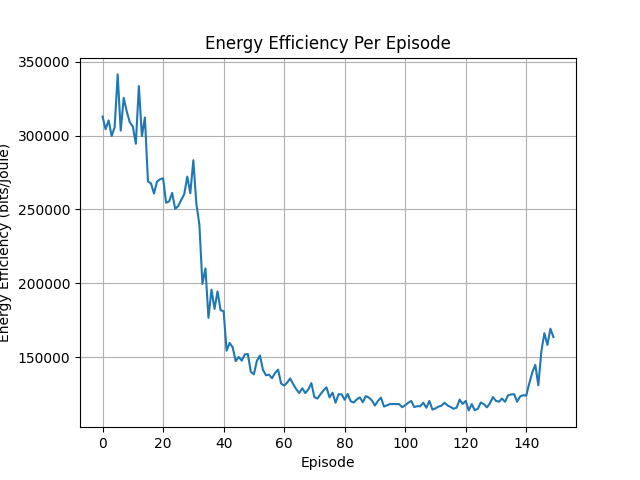 Energy Efficiency Per Episode
Energy Efficiency (bits/Joule)
350000
300000
250000
200000
150000
0 20 40 60 80 100 120 140
Episode